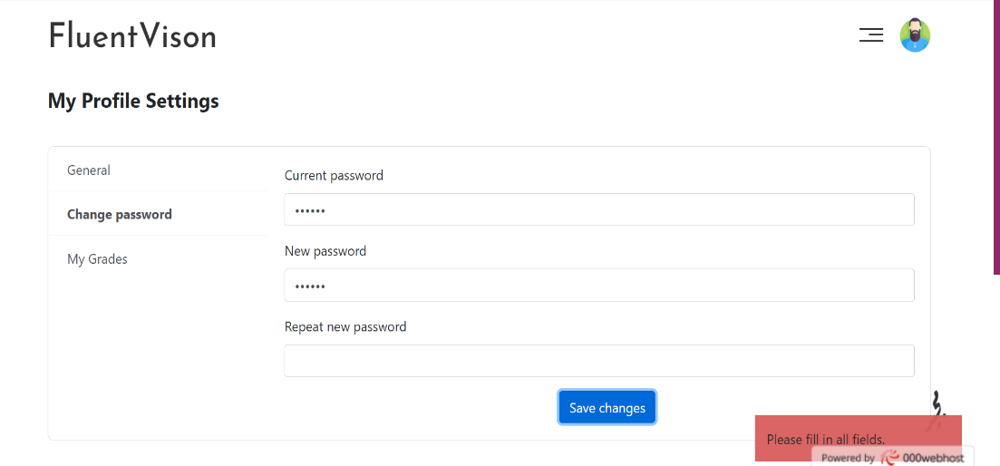 FluentVison
My Profile Settings
General
Change password
My Grades
Current password
••••••
New password
••••••
Repeat new password
Save changes
Please fill in all fields.
Powered by 000webhost